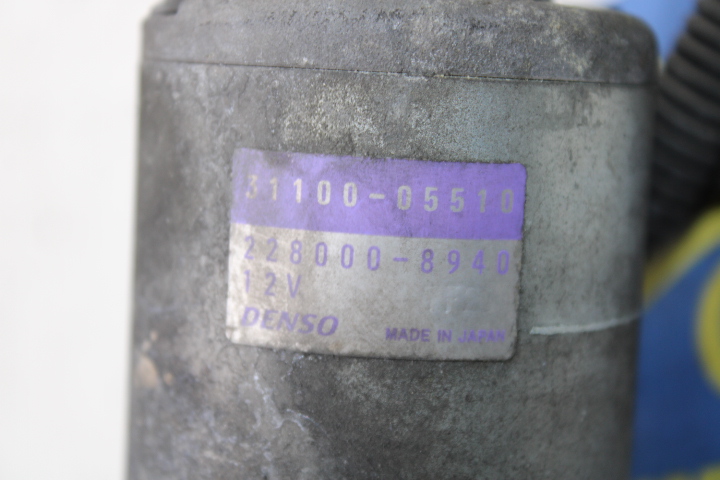 31100-05510
228000-8940
12V
DENSO MADE IN JAPAN